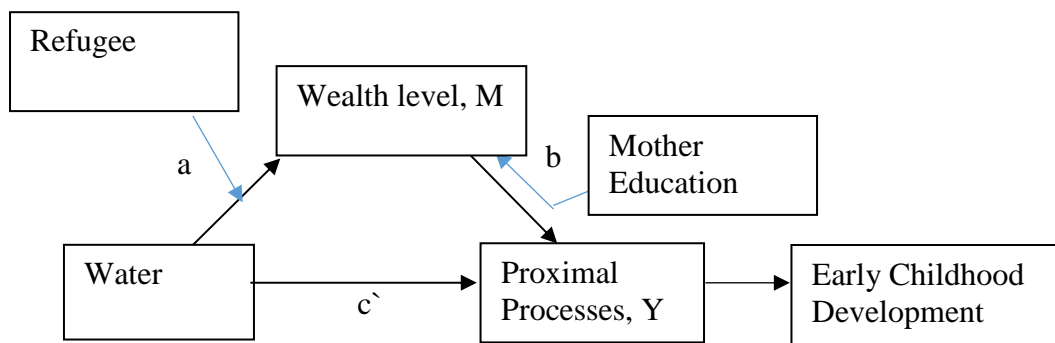 Refugee
Wealth level, M
a
b
Mother
Education
Water
c`
Proximal
Processes, Y
Early Childhood
Development